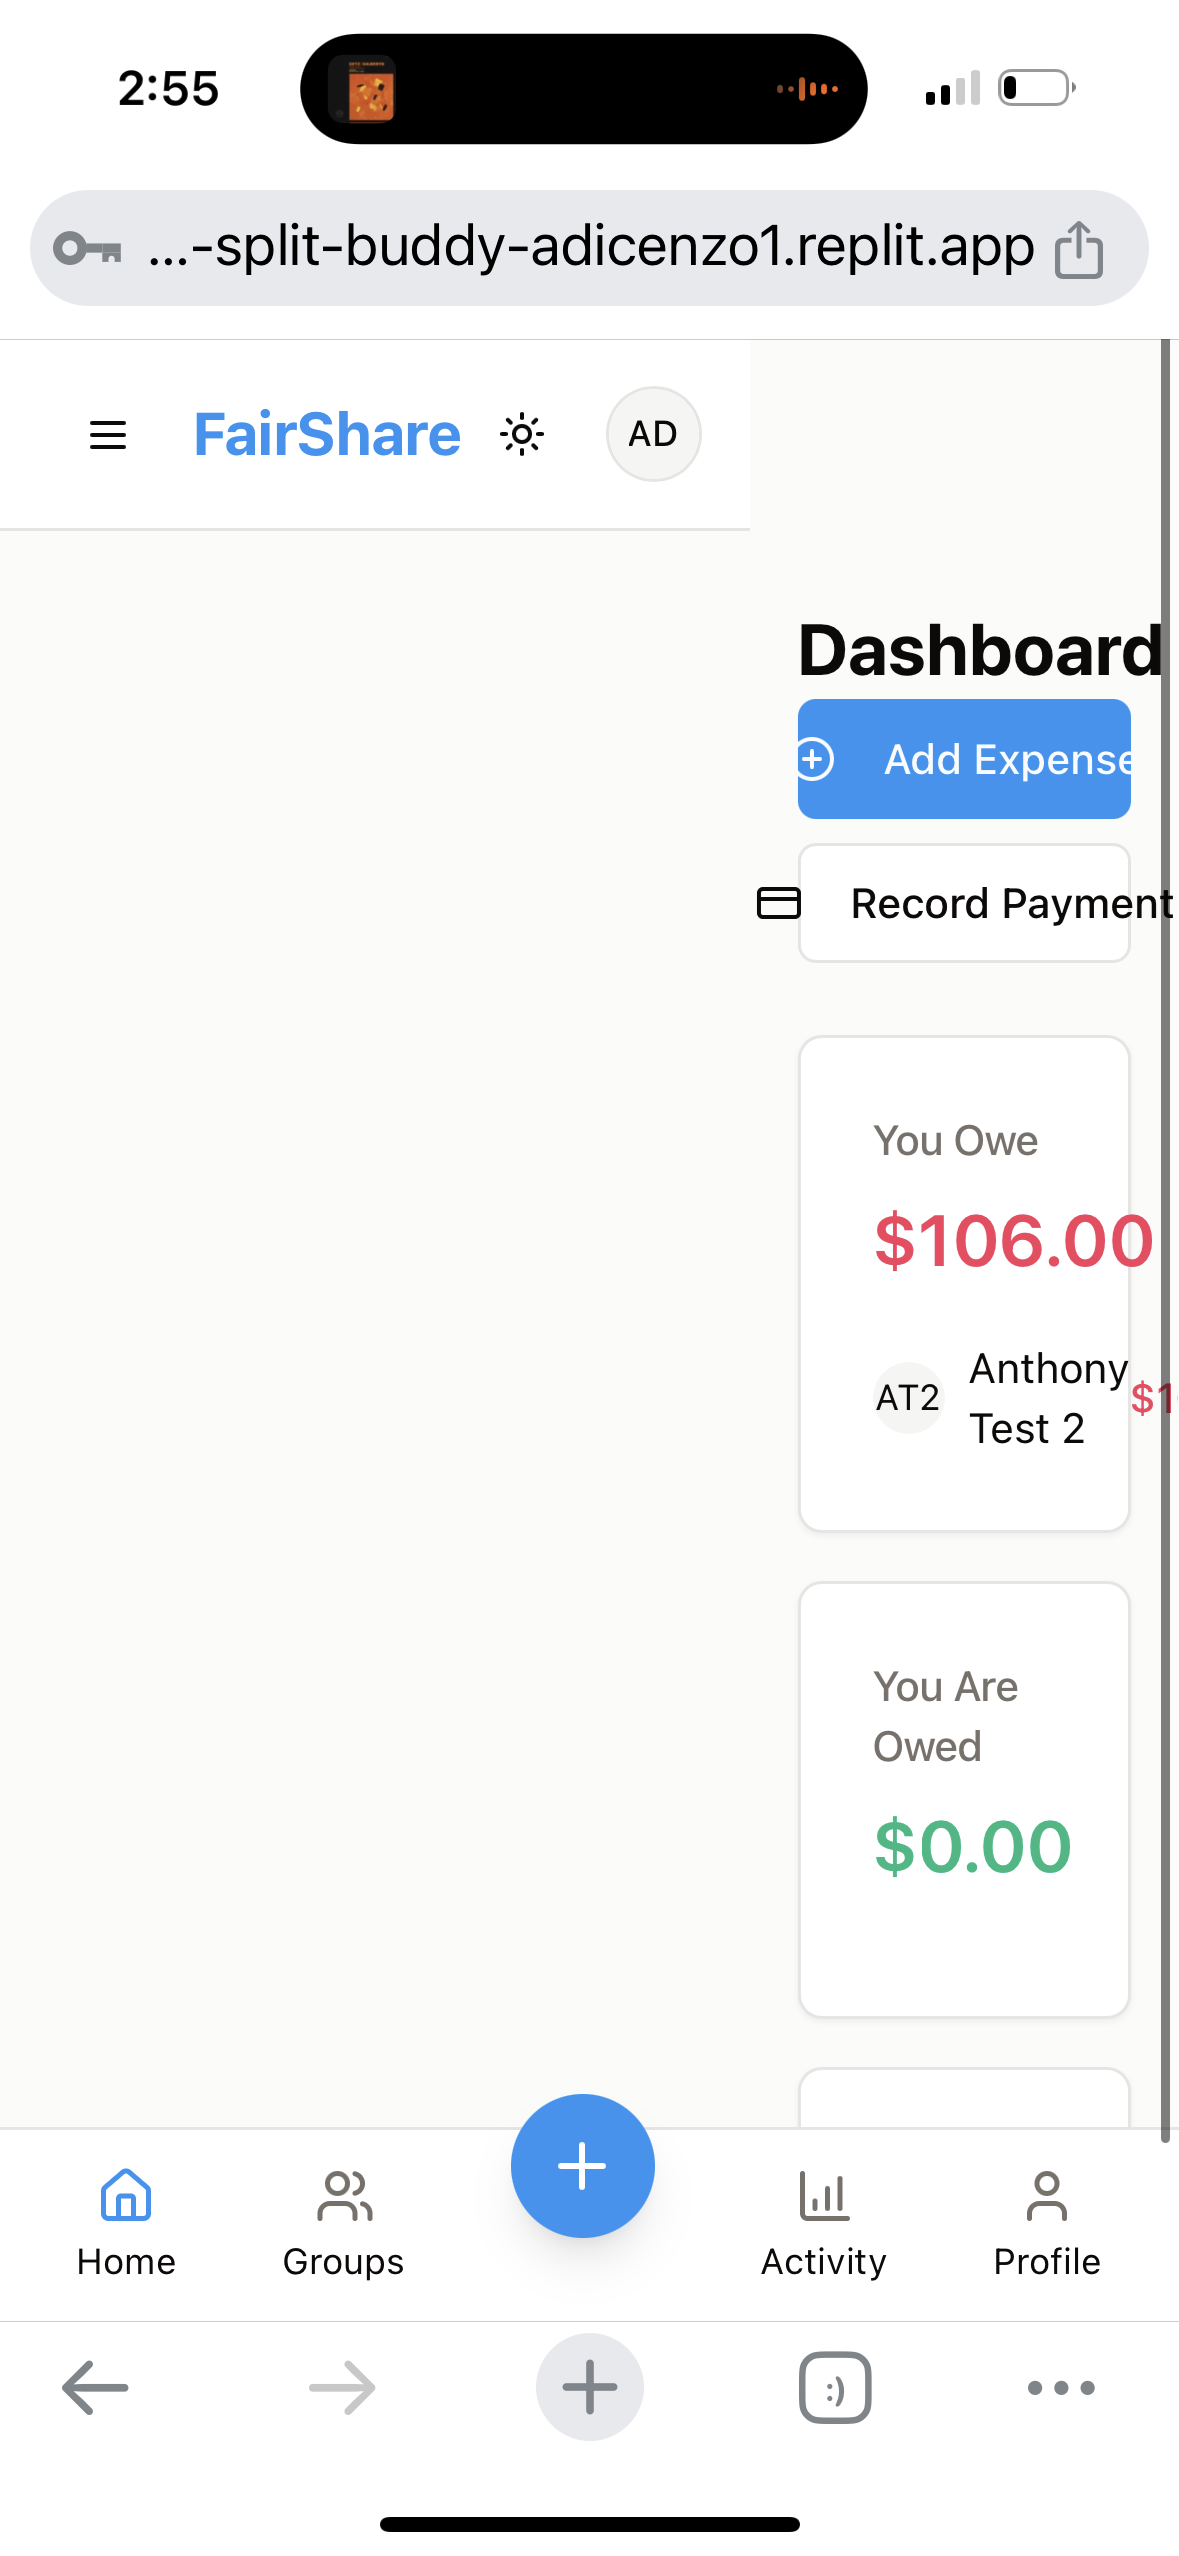 2:55
...-split-buddy-adicenzo1.replit.app
FairShare
AD
Dashboard
Add Expense
Record Payment
You Owe
$106.00
AT2
Anthony
Test 2
$1
You Are
Owed
$0.00
Home
Groups
Activity
Profile
:)